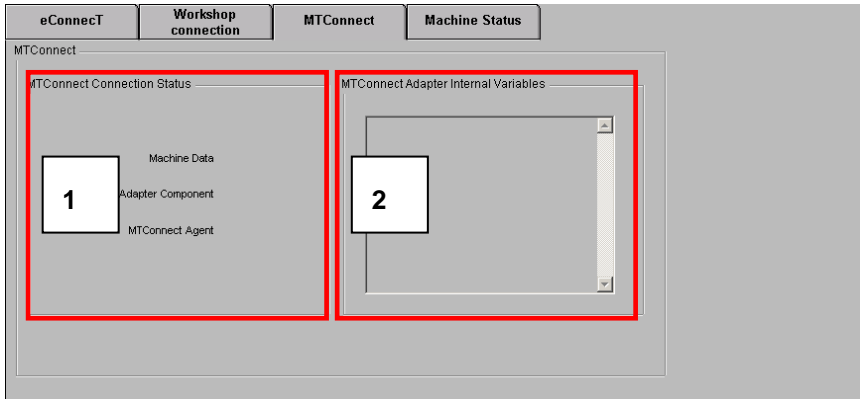 eConnecT
Workshop
connection
MTConnect
Machine Status
MTConnect
MTConnect Connection Status
MTConnect Adapter Internal Variables
Machine Data
1
Adapter Component
2
MTConnect Agent